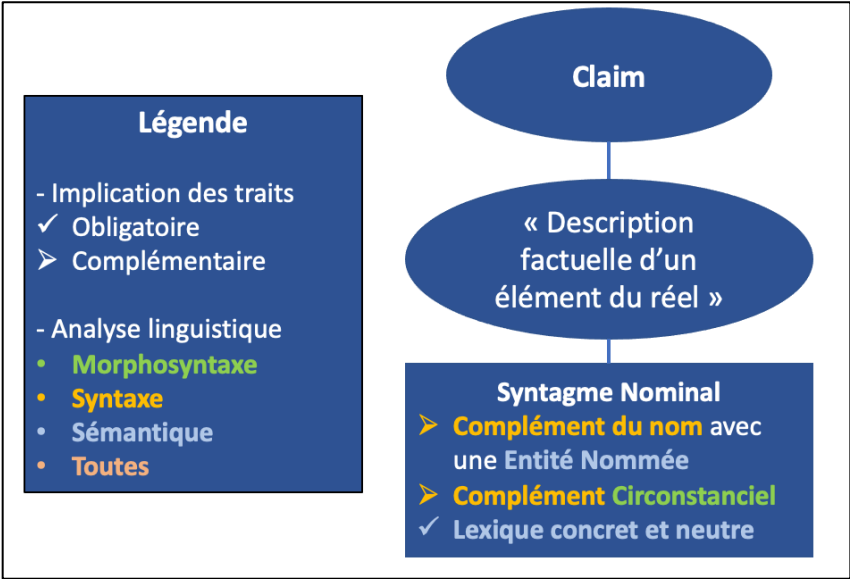 Légende
- Implication des traits
✓ Obligatoire
➢ Complémentaire
- Analyse linguistique
• Morphosyntaxe
• Syntaxe
• Sémantique
• Toutes
Claim
« Description
factuelle d’un
élément du réel »
Syntagme Nominal
➢ Complément du nom avec
une Entité Nommée
➢ Complément Circonstanciel
✓ Lexique concret et neutre